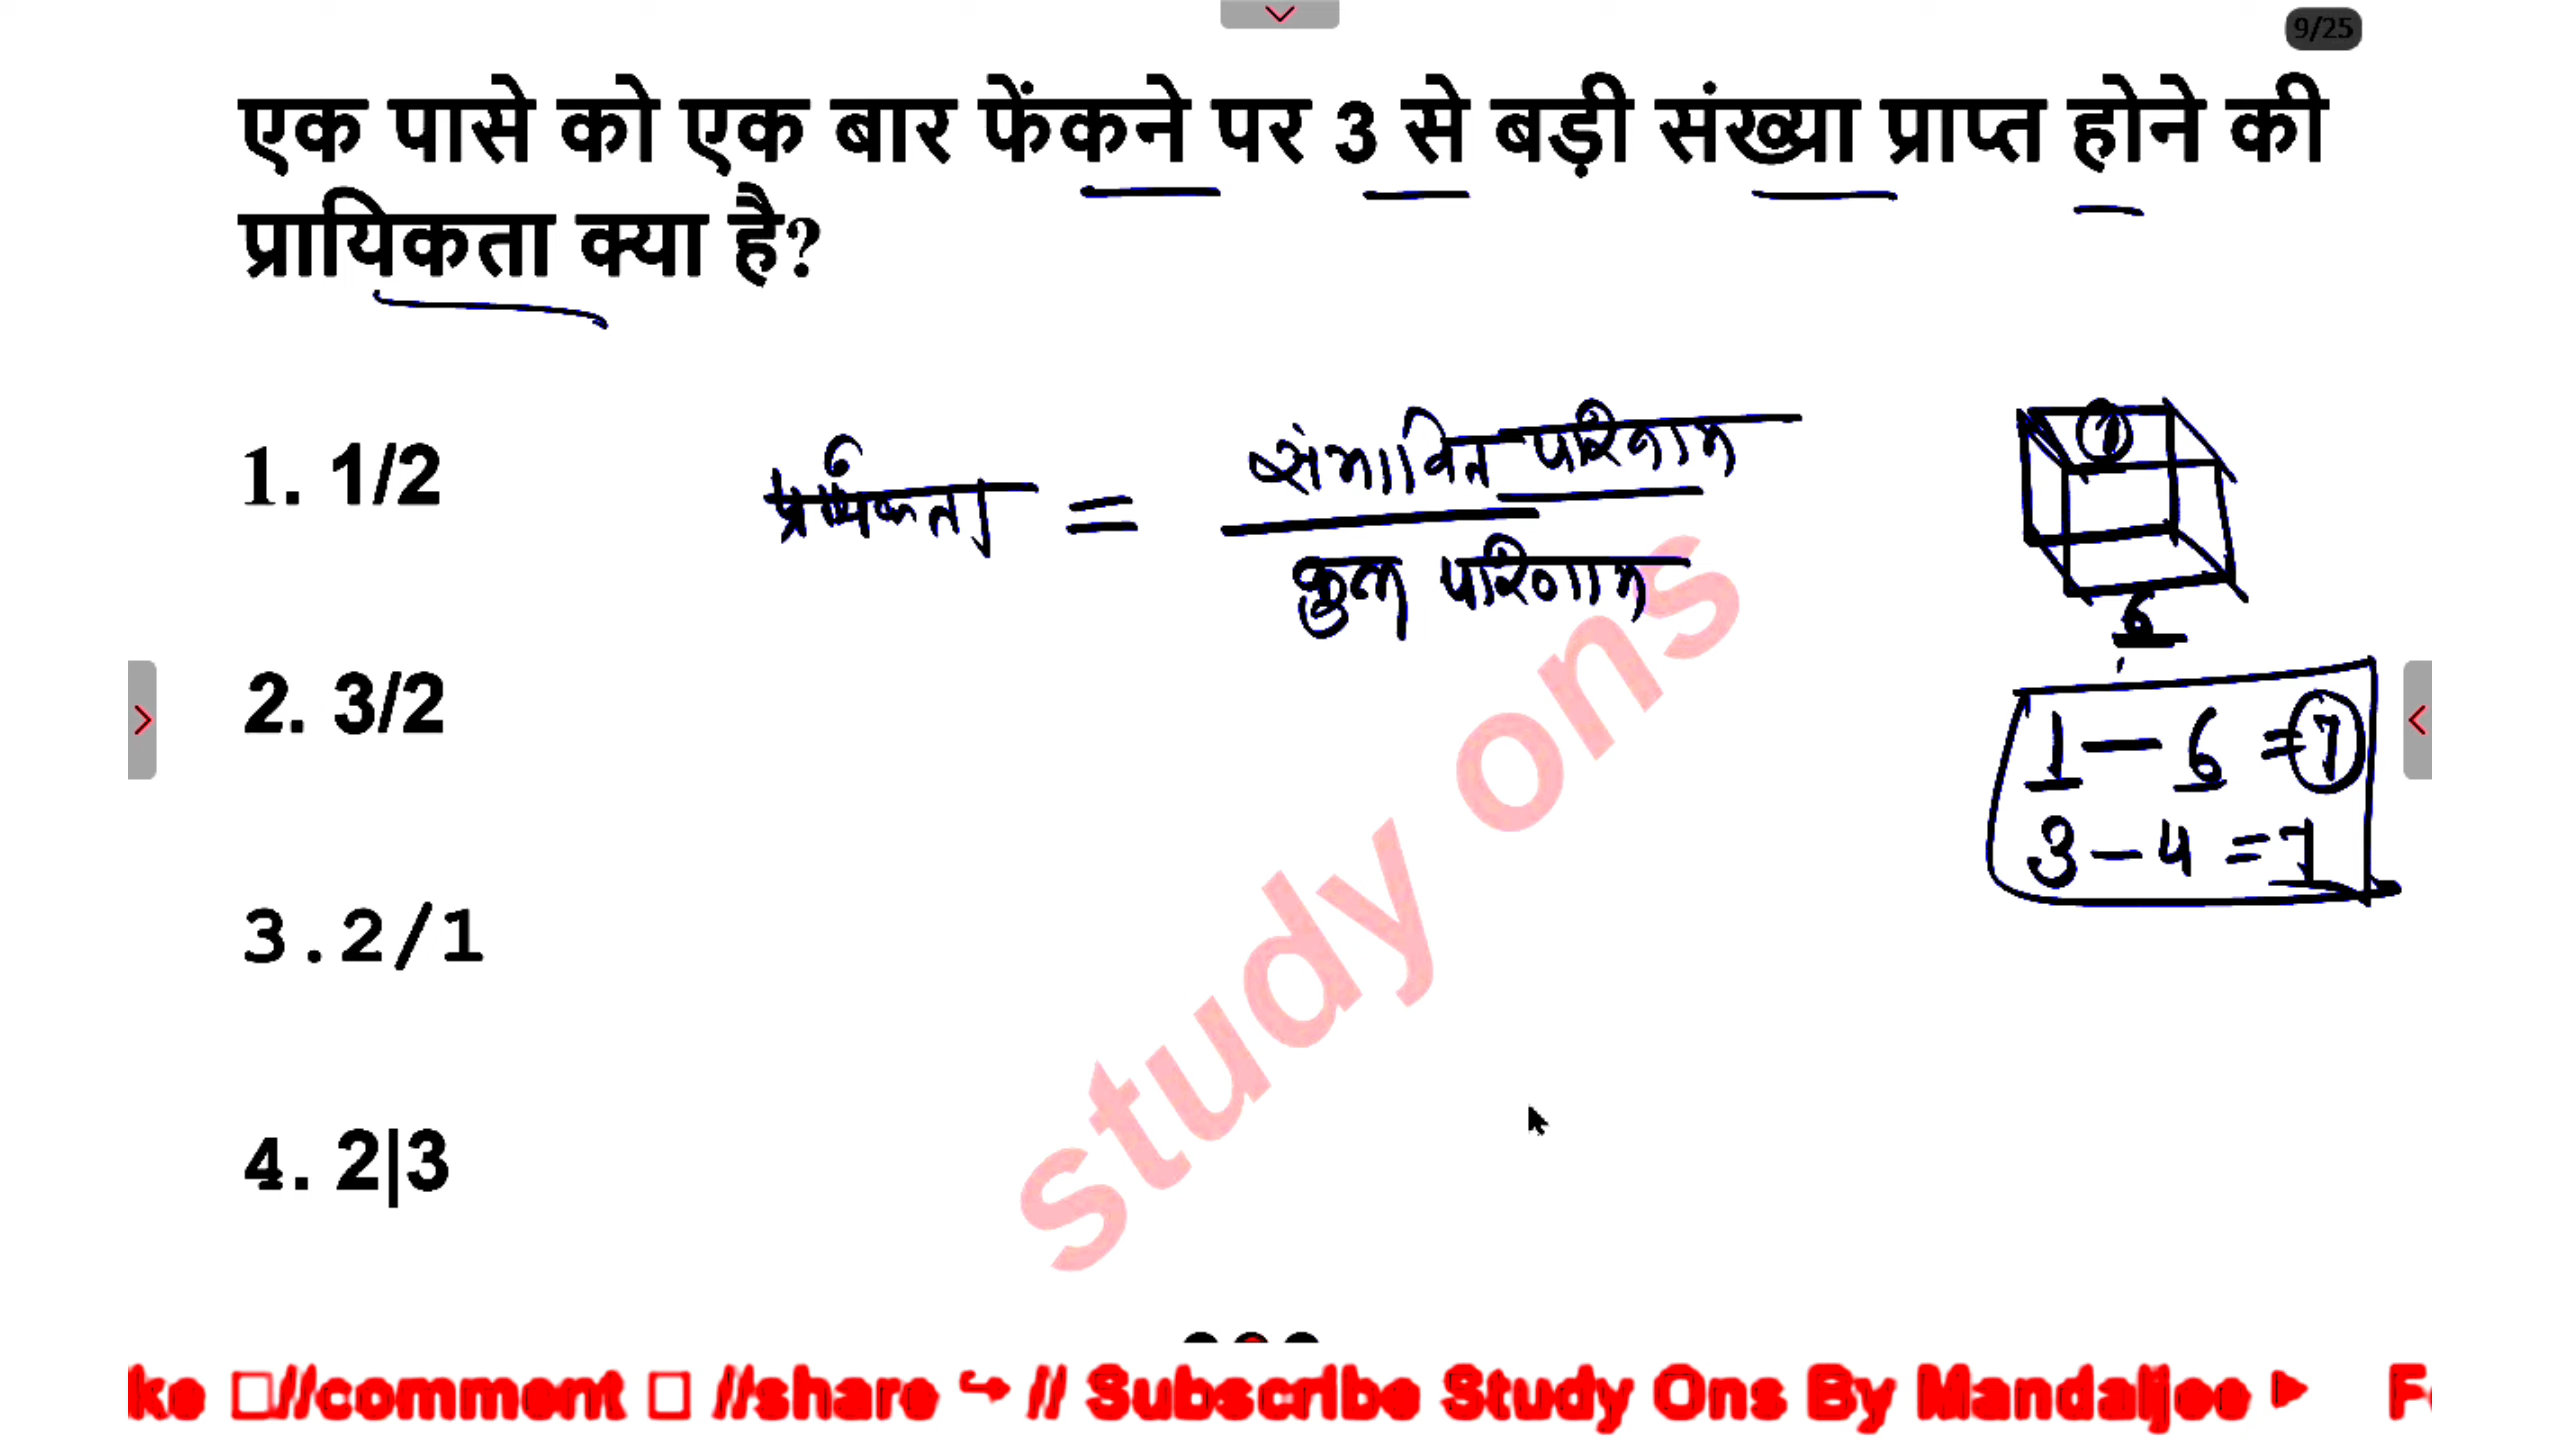 9/25
एक पासे को एक बार फेंकने पर 3 से बड़ी संख्या प्राप्त होने की
प्रायिकता क्या है?
1. 1/2
प्रायिकता = संभावित परिणाम
कुल परिणाम
1
6
2. 3/2
1 — 6 = 7
3 — 4 = 7
3.2/1
4. 2|3
study ons
ke //comment //share // Subscribe Study Ons By Mandaljee